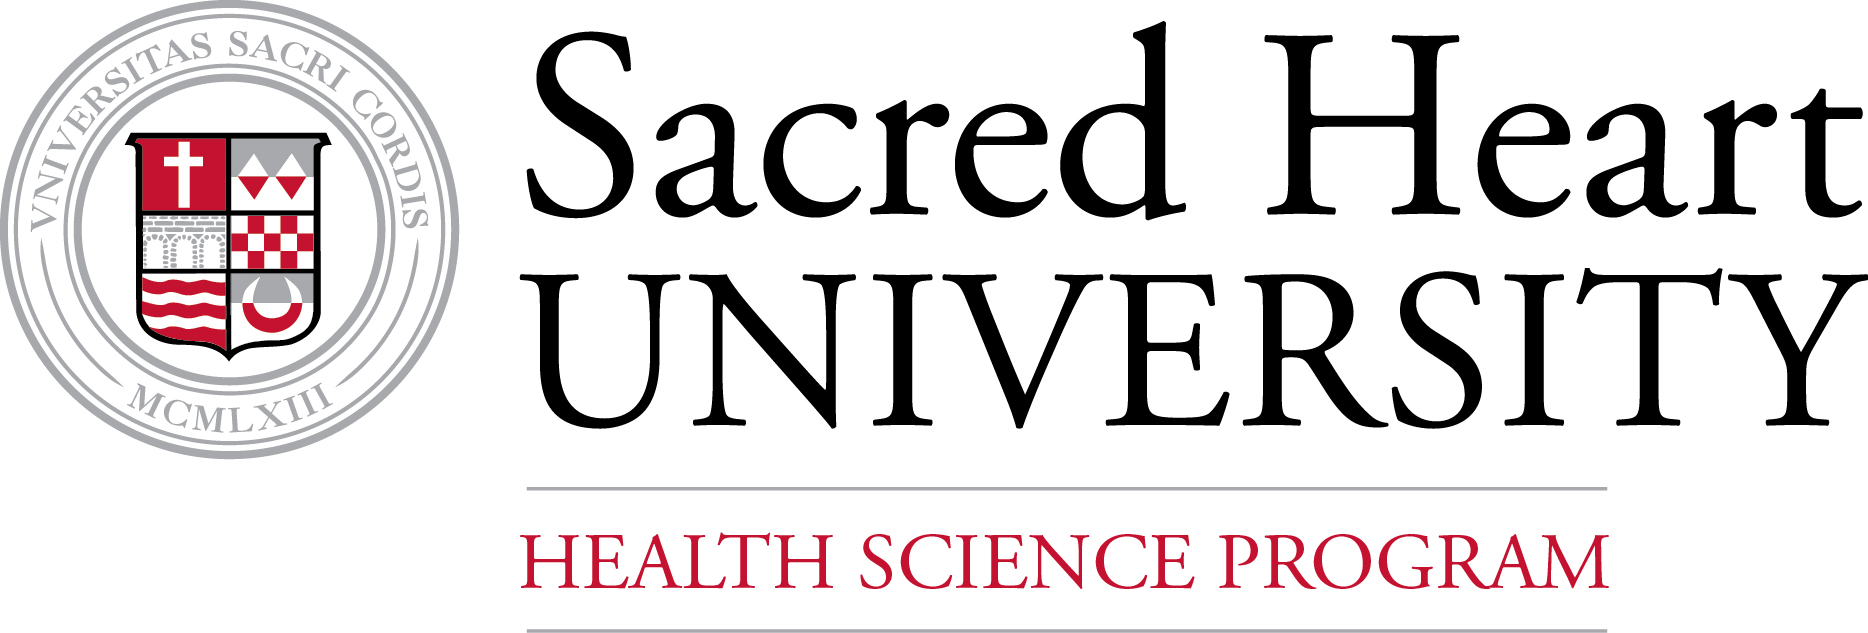 VNIVERSITAS SACRI CORDIS
MCMLXIII
Sacred Heart
UNIVERSITY
HEALTH SCIENCE PROGRAM